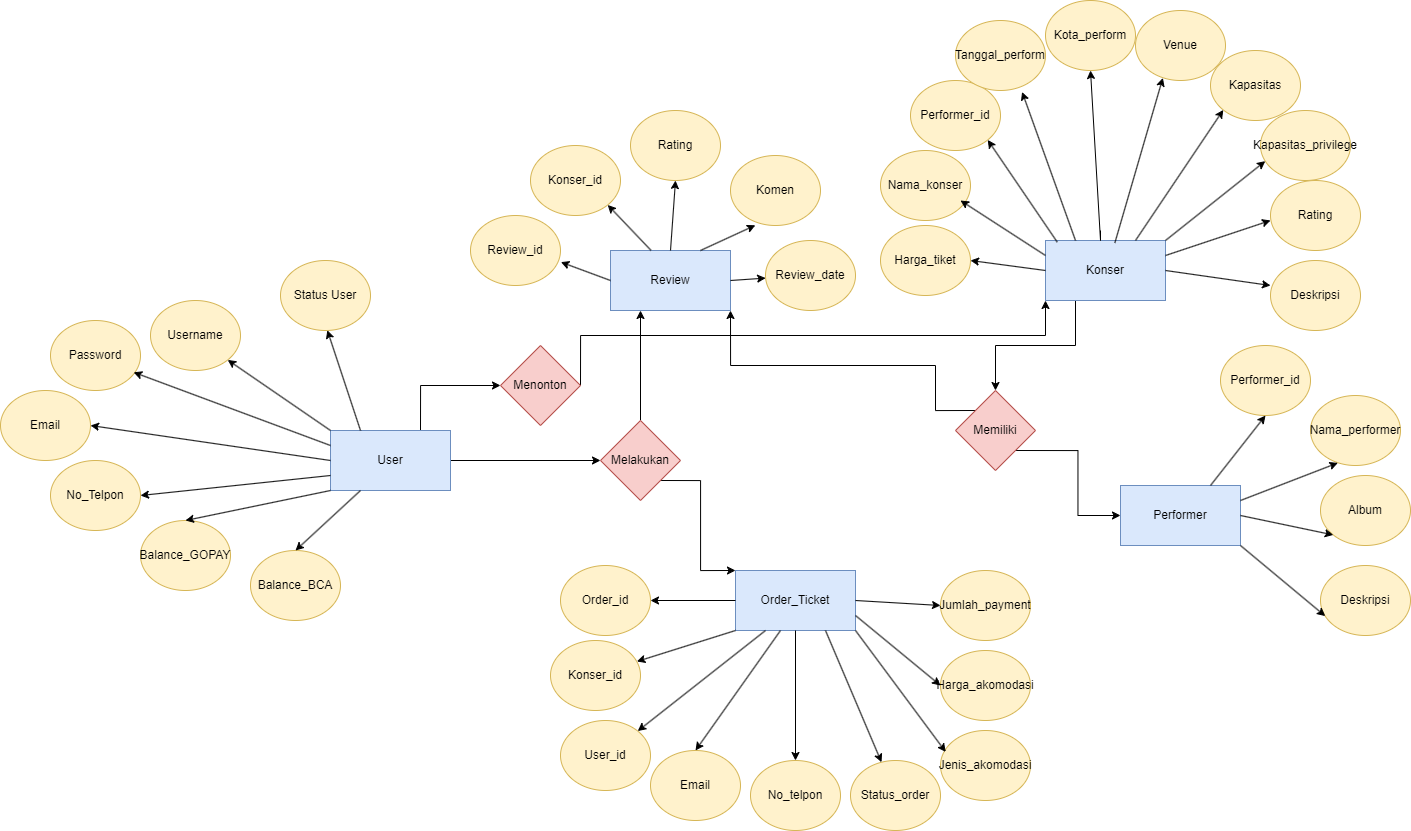 Kota_perform
Venue
Tanggal_perform
Kapasitas
Performer_id
Kapasitas_privilege
Rating
Konser_id
Nama_konser
Komen
Rating
Review_id
Harga_tiket
Konser
Review
Review_date
Deskripsi
Status User
Username
Password
Performer_id
Menonton
Email
Nama_performer
Memiliki
User
Melakukan
No_Telpon
Album
Performer
Balance_GOPAY
Balance_BCA
Order_id
Order_Ticket
Jumlah_payment
Deskripsi
Konser_id
Harga_akomodasi
User_id
Jenis_akomodasi
Email
No_telpon
Status_order